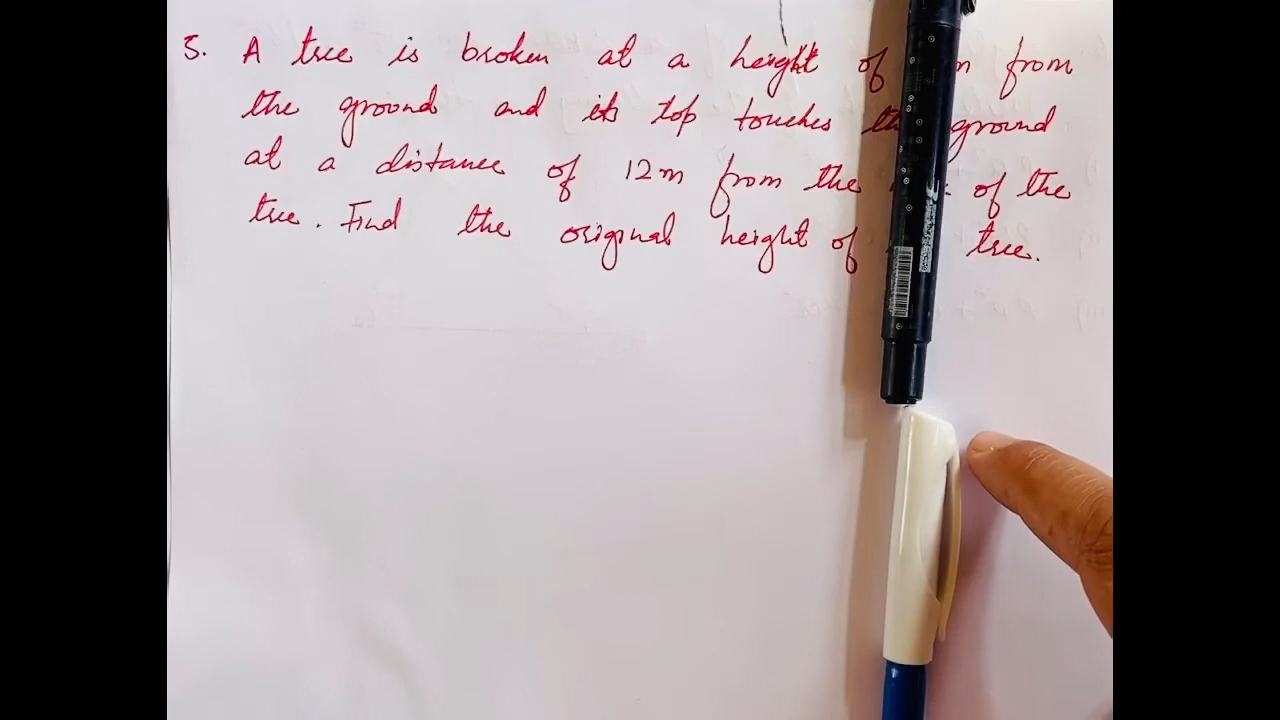 5. A tree is broken at a height of m from
the ground and its top touches the ground
at a distance of 12m from the of the
tree. Find the original height of tree.